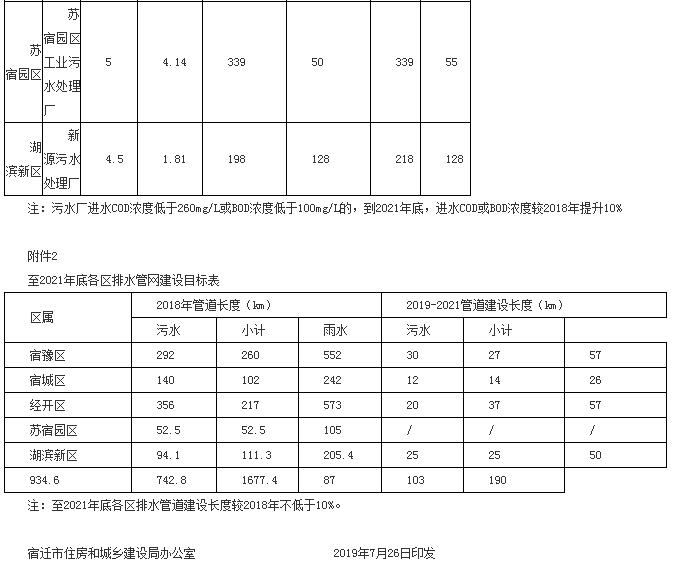 苏
宿园区
苏
宿园区
工业污
水处理
厂
5 4.14 339 50 339 55
湖
滨新区
新
源污水
处理厂
4.5 1.81 198 128 218 128
注：污水厂进水COD浓度低于260mg/L或BOD浓度低于100mg/L的，到2021年底，进水COD或BOD浓度较2018年提升10%
附件2
至2021年底各区排水管网建设目标表
区属 2018年管道长度（km） 2019-2021管道建设长度（km）
污水 小计 雨水 污水 小计
宿豫区 292 260 552 30 27 57
宿城区 140 102 242 12 14 26
经开区 356 217 573 20 37 57
苏宿园区 52.5 52.5 105 / / /
湖滨新区 94.1 111.3 205.4 25 25 50
934.6 742.8 1677.4 87 103 190
注：至2021年底各区排水管道建设长度较2018年不低于10%。
宿迁市住房和城乡建设局办公室 2019年7月26日印发